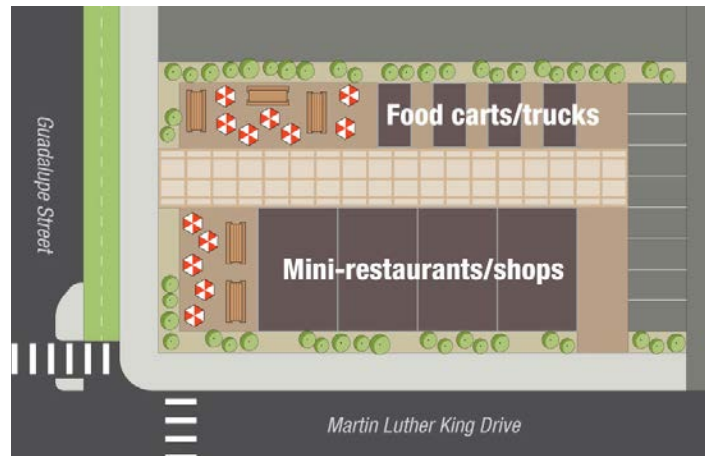 Guadalupe Street
Food carts/trucks
Mini-restaurants/shops
Martin Luther King Drive